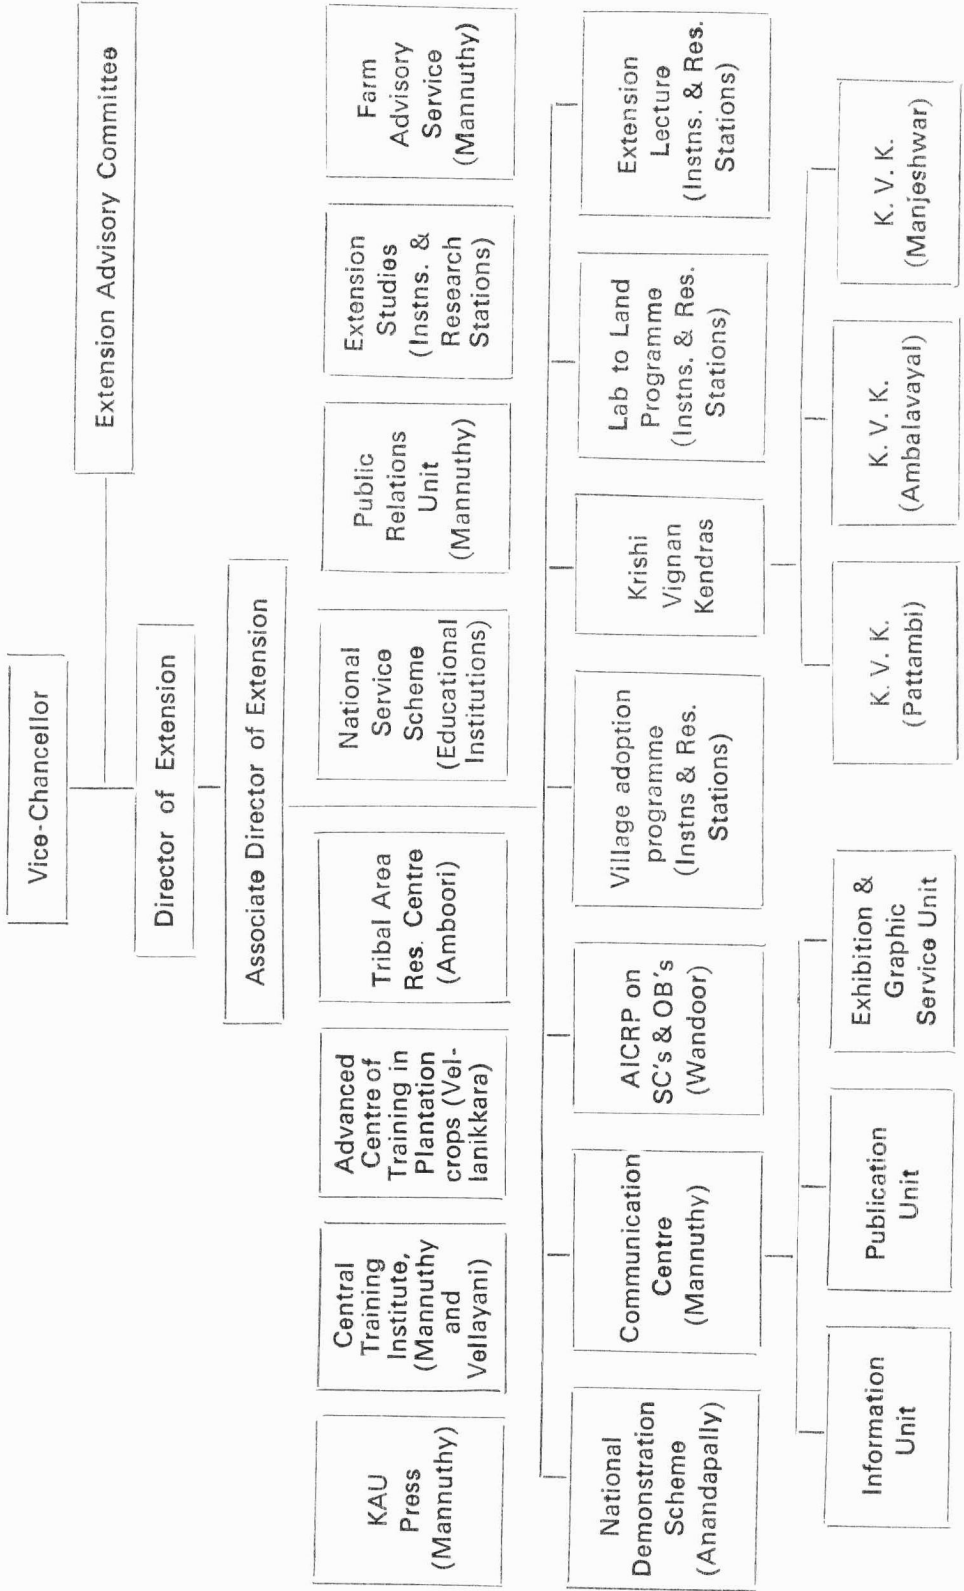 Vice-Chancellor
Extension Advisory Committee
Director of Extension
Associate Director of Extension
KAU
Press
(Mannuthy)
Central
Training
Institute,
(Mannuthy
and
Vellayani)
Advanced
Centre of
Training in
Plantation
crops (Vel-
lanikkara)
Tribal Area
Res. Centre
(Amboori)
National
Service
Scheme
(Educational
Institutions)
Public
Relations
Unit
(Mannuthy)
Extension
Studies
(Instns. &
Research
Stations)
Farm
Advisory
Service
(Mannuthy)
National
Demonstration
Scheme
(Anandapally)
Communication
Centre
(Mannuthy)
AICRP on
SC's & OB's
(Wandoor)
Village adoption
programme
(Instns & Res.
Stations)
Krishi
Vignan
Kendras
Lab to Land
Programme
(Instns. & Res.
Stations)
Extension
Lecture
(Instns. & Res.
Stations)
Information
Unit
Publication
Unit
Exhibition &
Graphic
Service Unit
K. V. K.
(Pattambi)
K. V. K.
(Ambalavayal)
K. V. K.
(Manjeshwar)